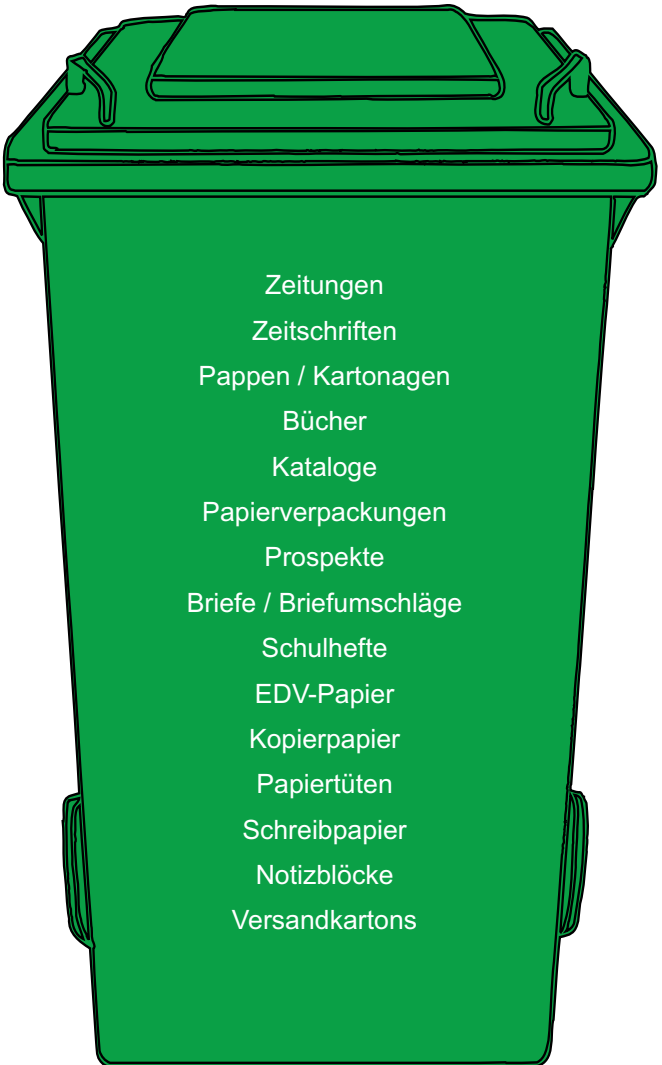 Zeitungen
Zeitschriften
Pappen / Kartonagen
Bücher
Kataloge
Papierverpackungen
Prospekte
Briefe / Briefumschläge
Schulhefte
EDV-Papier
Kopierpapier
Papiertüten
Schreibpapier
Notizblöcke
Versandkartons